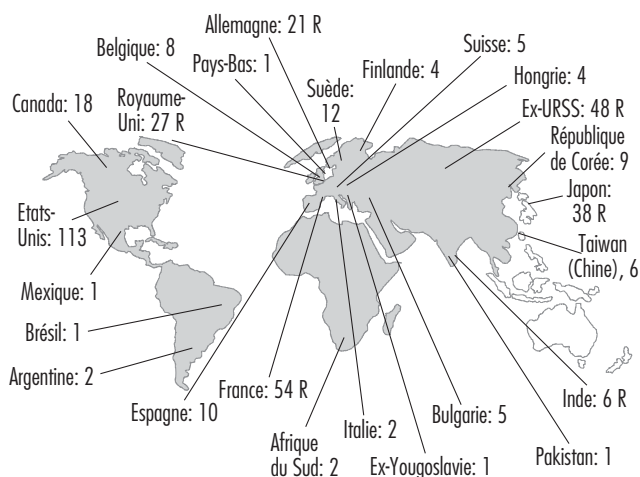 Allemagne: 21 R
Belgique: 8
Pays-Bas: 1
Suède:
12
Finlande: 4
Suisse: 5
Hongrie: 4
Ex-URSS: 48 R
République
de Corée: 9
Japon:
38 R
Taiwan
(Chine), 6
Canada: 18
Royaume-
Uni: 27 R
Etats-
Unis: 113
Mexique: 1
Brésil: 1
Argentine: 2
Espagne: 10
France: 54 R
Afrique
du Sud: 2
Italie: 2
Ex-Yougoslavie: 1
Bulgarie: 5
Inde: 6 R
Pakistan: 1